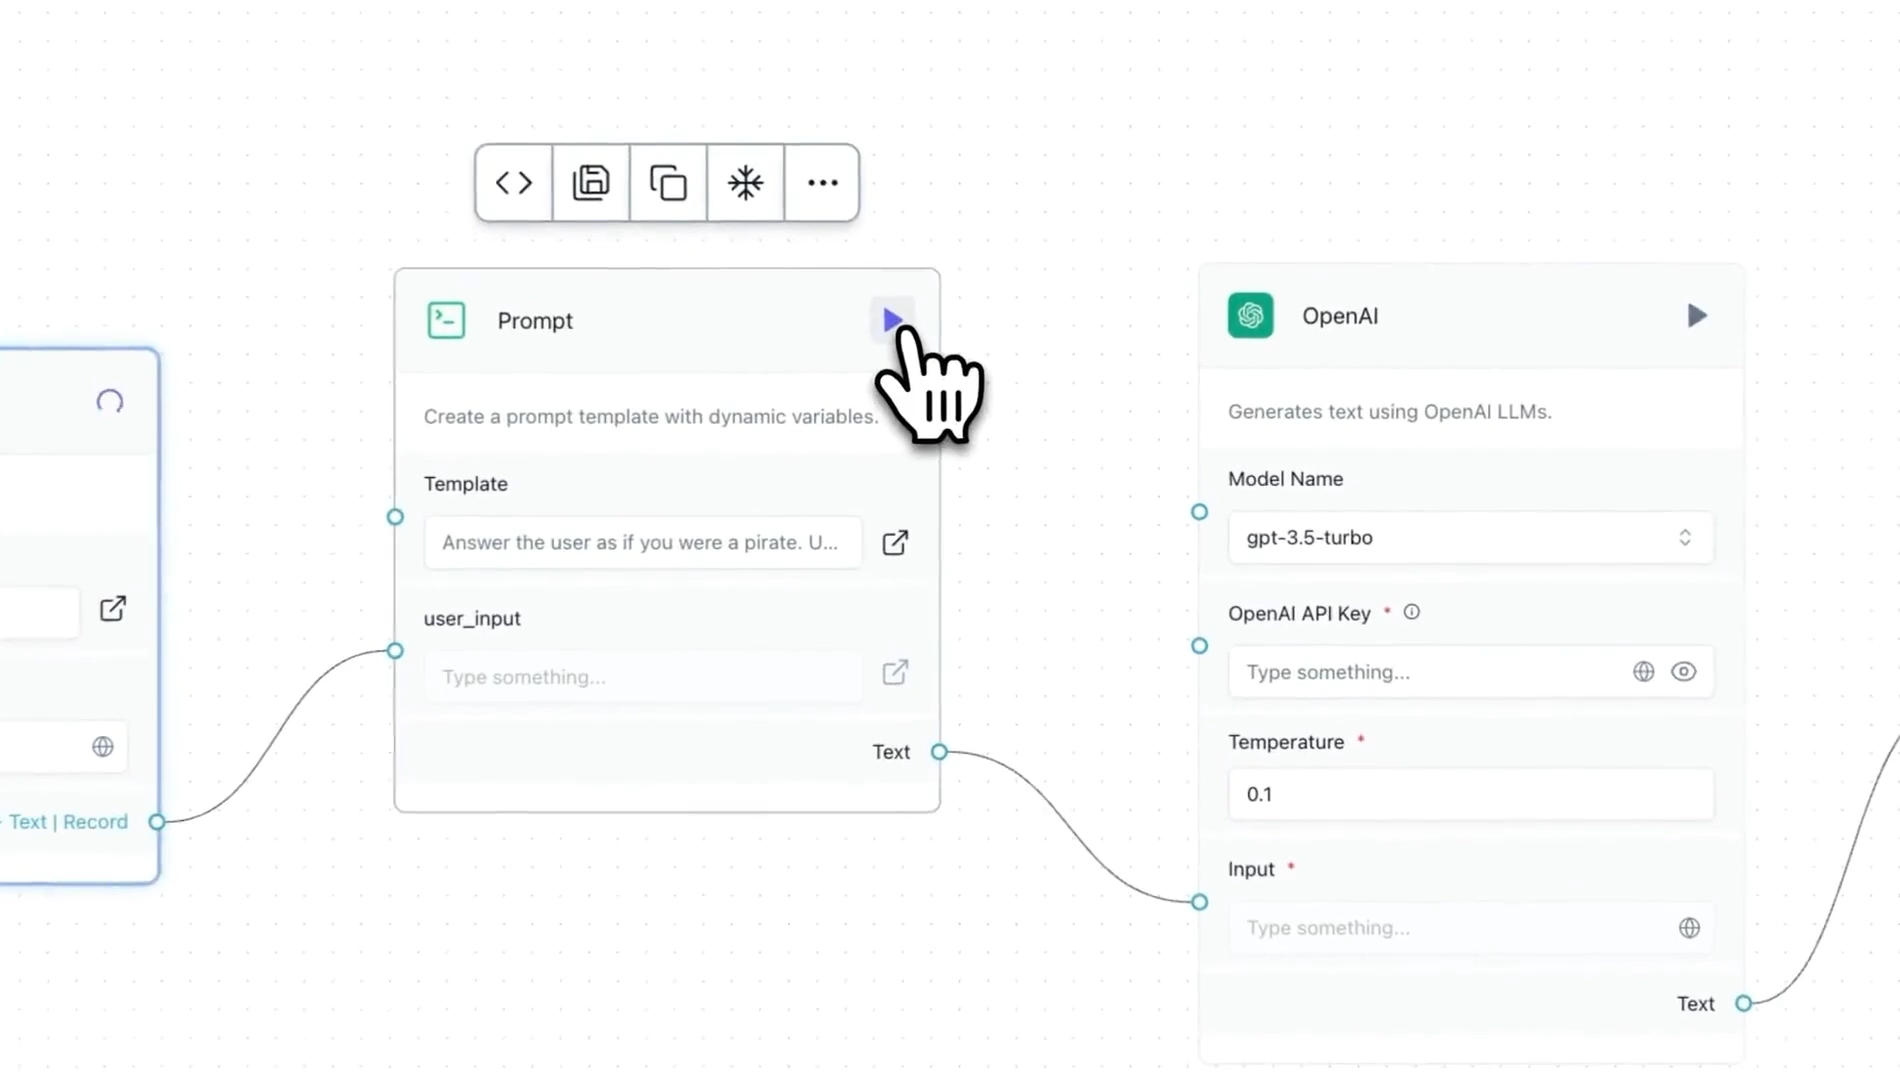 Prompt
Create a prompt template with dynamic variables.
Template
Answer the user as if you were a pirate. U...
user_input
Type something...
Text
Text | Record
OpenAI
Generates text using OpenAI LLMs.
Model Name
gpt-3.5-turbo
OpenAI API Key *
Type something...
Temperature *
0.1
Input *
Type something...
Text